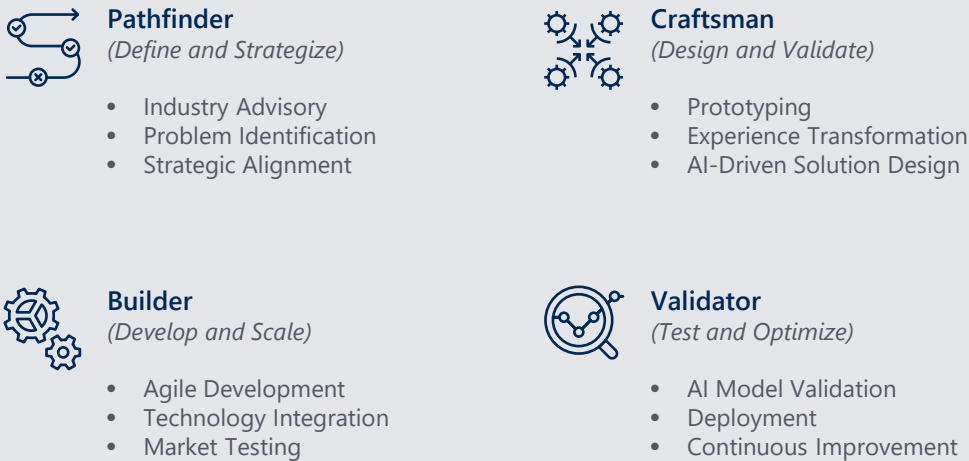 Pathfinder
(Define and Strategize)
• Industry Advisory
• Problem Identification
• Strategic Alignment
Craftsman
(Design and Validate)
• Prototyping
• Experience Transformation
• AI-Driven Solution Design
Builder
(Develop and Scale)
• Agile Development
• Technology Integration
• Market Testing
Validator
(Test and Optimize)
• AI Model Validation
• Deployment
• Continuous Improvement